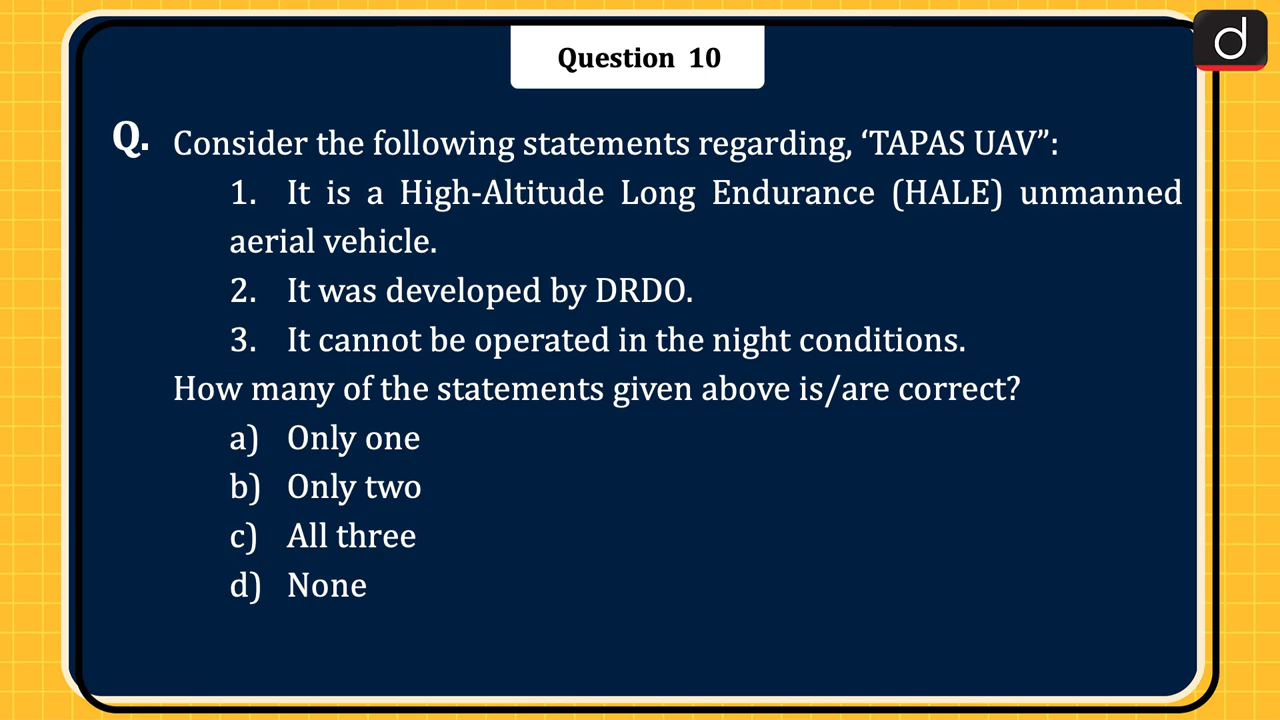 d
Question 10
Q. Consider the following statements regarding, ‘TAPAS UAV”:
1. It is a High-Altitude Long Endurance (HALE) unmanned
aerial vehicle.
2. It was developed by DRDO.
3. It cannot be operated in the night conditions.
How many of the statements given above is/are correct?
a) Only one
b) Only two
c) All three
d) None